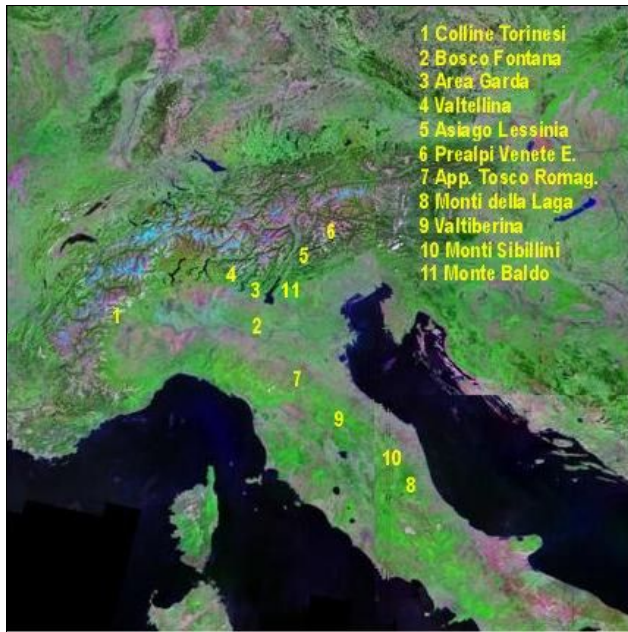 1 Colline Torinesi
2 Bosco Fontana
3 Area Garda
4 Valtellina
5 Asiago Lessinia
6 Prealpi Venete E.
7 App. Tosco Romag.
8 Monti della Laga
9 Valtiberina
10 Monti Sibillini
11 Monte Baldo
6
5
4
3 11
1
2
7
9
10
8